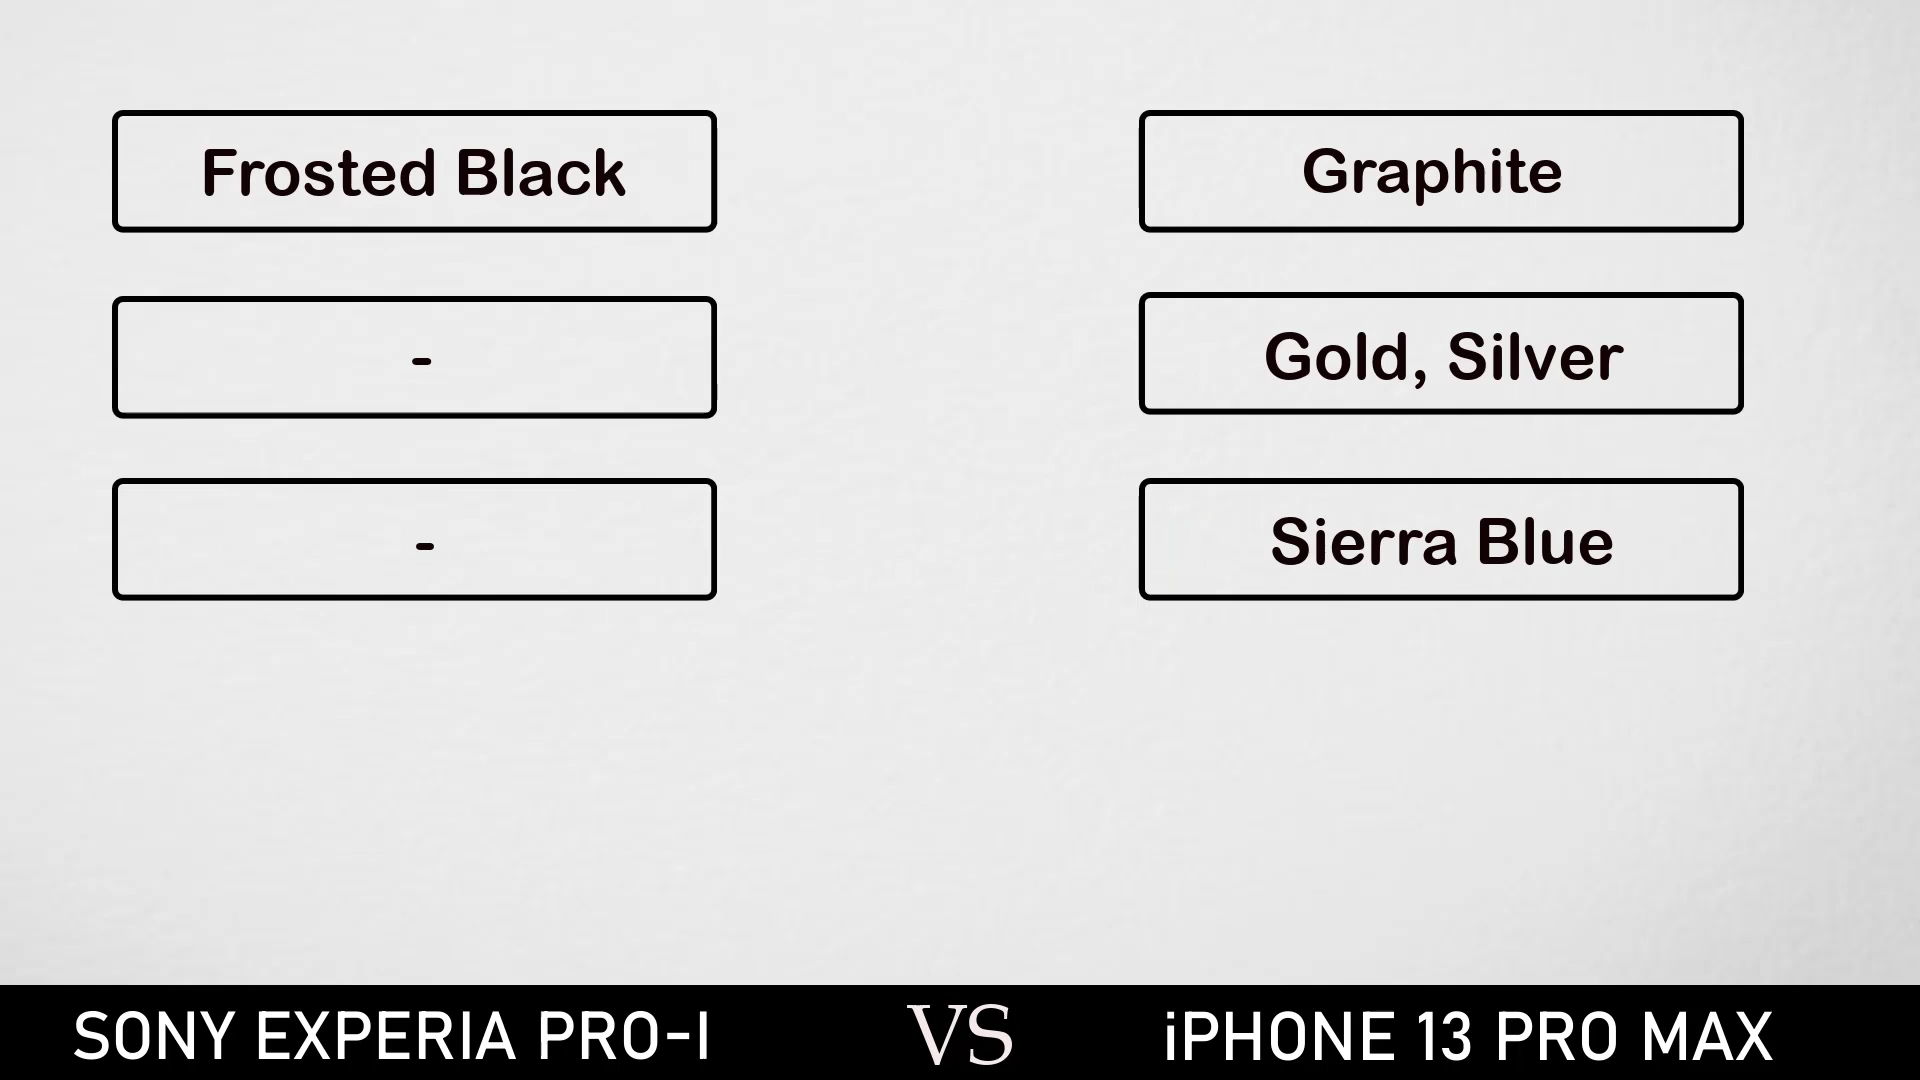 Frosted Black
Graphite
-
Gold, Silver
-
Sierra Blue
SONY EXPERIA PRO-I VS iPHONE 13 PRO MAX